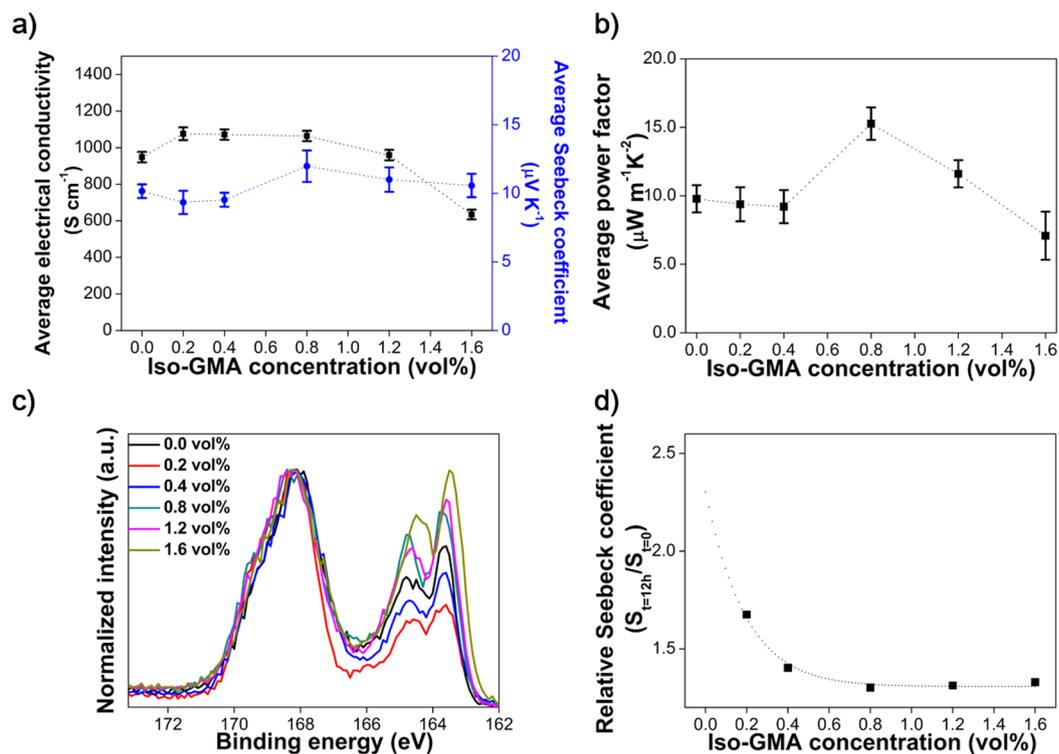 a)
Average electrical conductivity
(S cm⁻¹)
1400
1200
1000
800
600
400
200
0
20
15
10
5
0
Average Seebeck coefficient
(μV K⁻¹)
0.0 0.2 0.4 0.6 0.8 1.0 1.2 1.4 1.6
Iso-GMA concentration (vol%)
b)
Average power factor
(μW m⁻¹K⁻²)
20.0
15.0
10.0
5.0
0.0
0.0 0.2 0.4 0.6 0.8 1.0 1.2 1.4 1.6
Iso-GMA concentration (vol%)
c)
Normalized intensity (a.u.)
0.0 vol%
0.2 vol%
0.4 vol%
0.8 vol%
1.2 vol%
1.6 vol%
172 170 168 166 164 162
Binding energy (eV)
d)
Relative Seebeck coefficient
(S_t=12h/S_t=0)
2.5
2.0
1.5
0.0 0.2 0.4 0.6 0.8 1.0 1.2 1.4 1.6
Iso-GMA concentration (vol%)